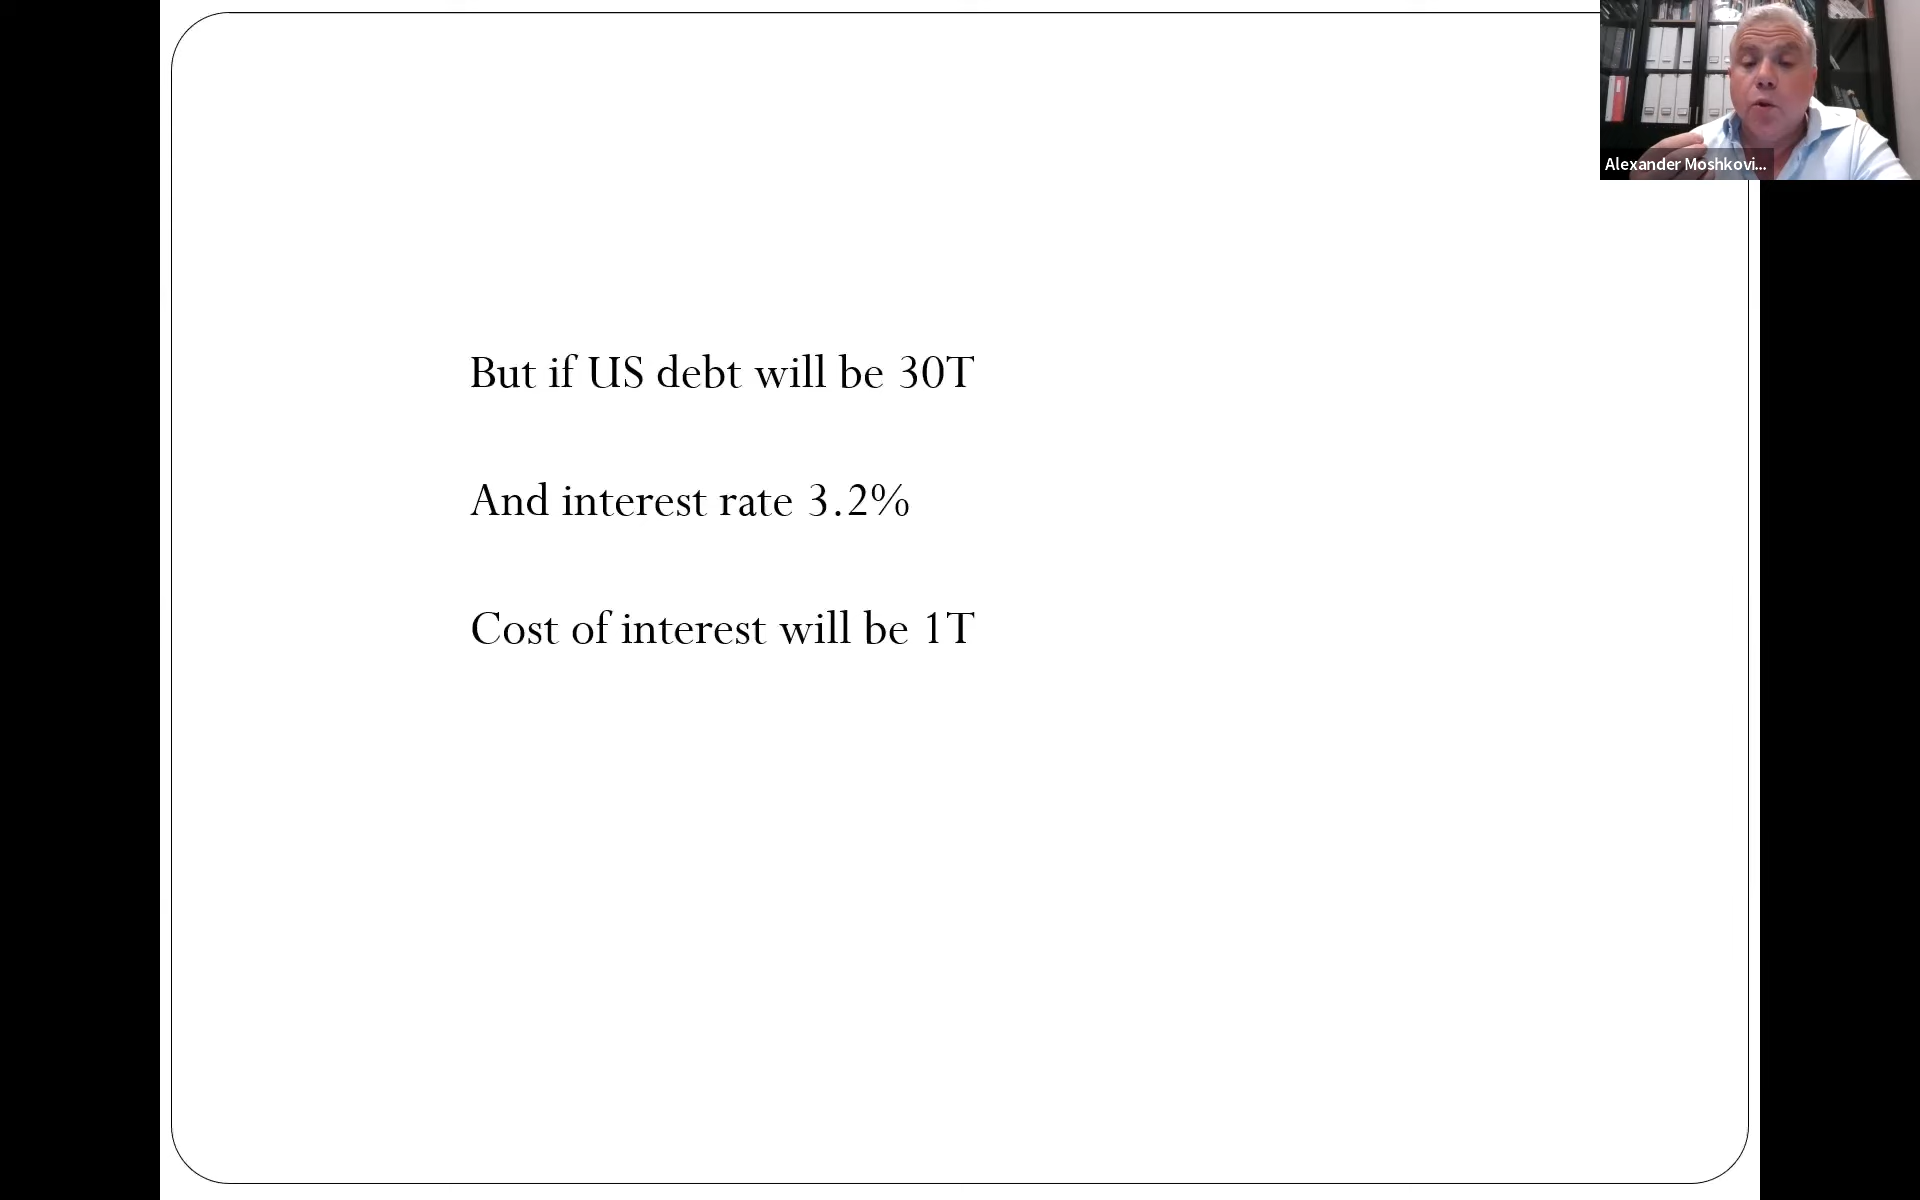 Alexander Moshkovi...
But if US debt will be 30T
And interest rate 3.2%
Cost of interest will be 1T